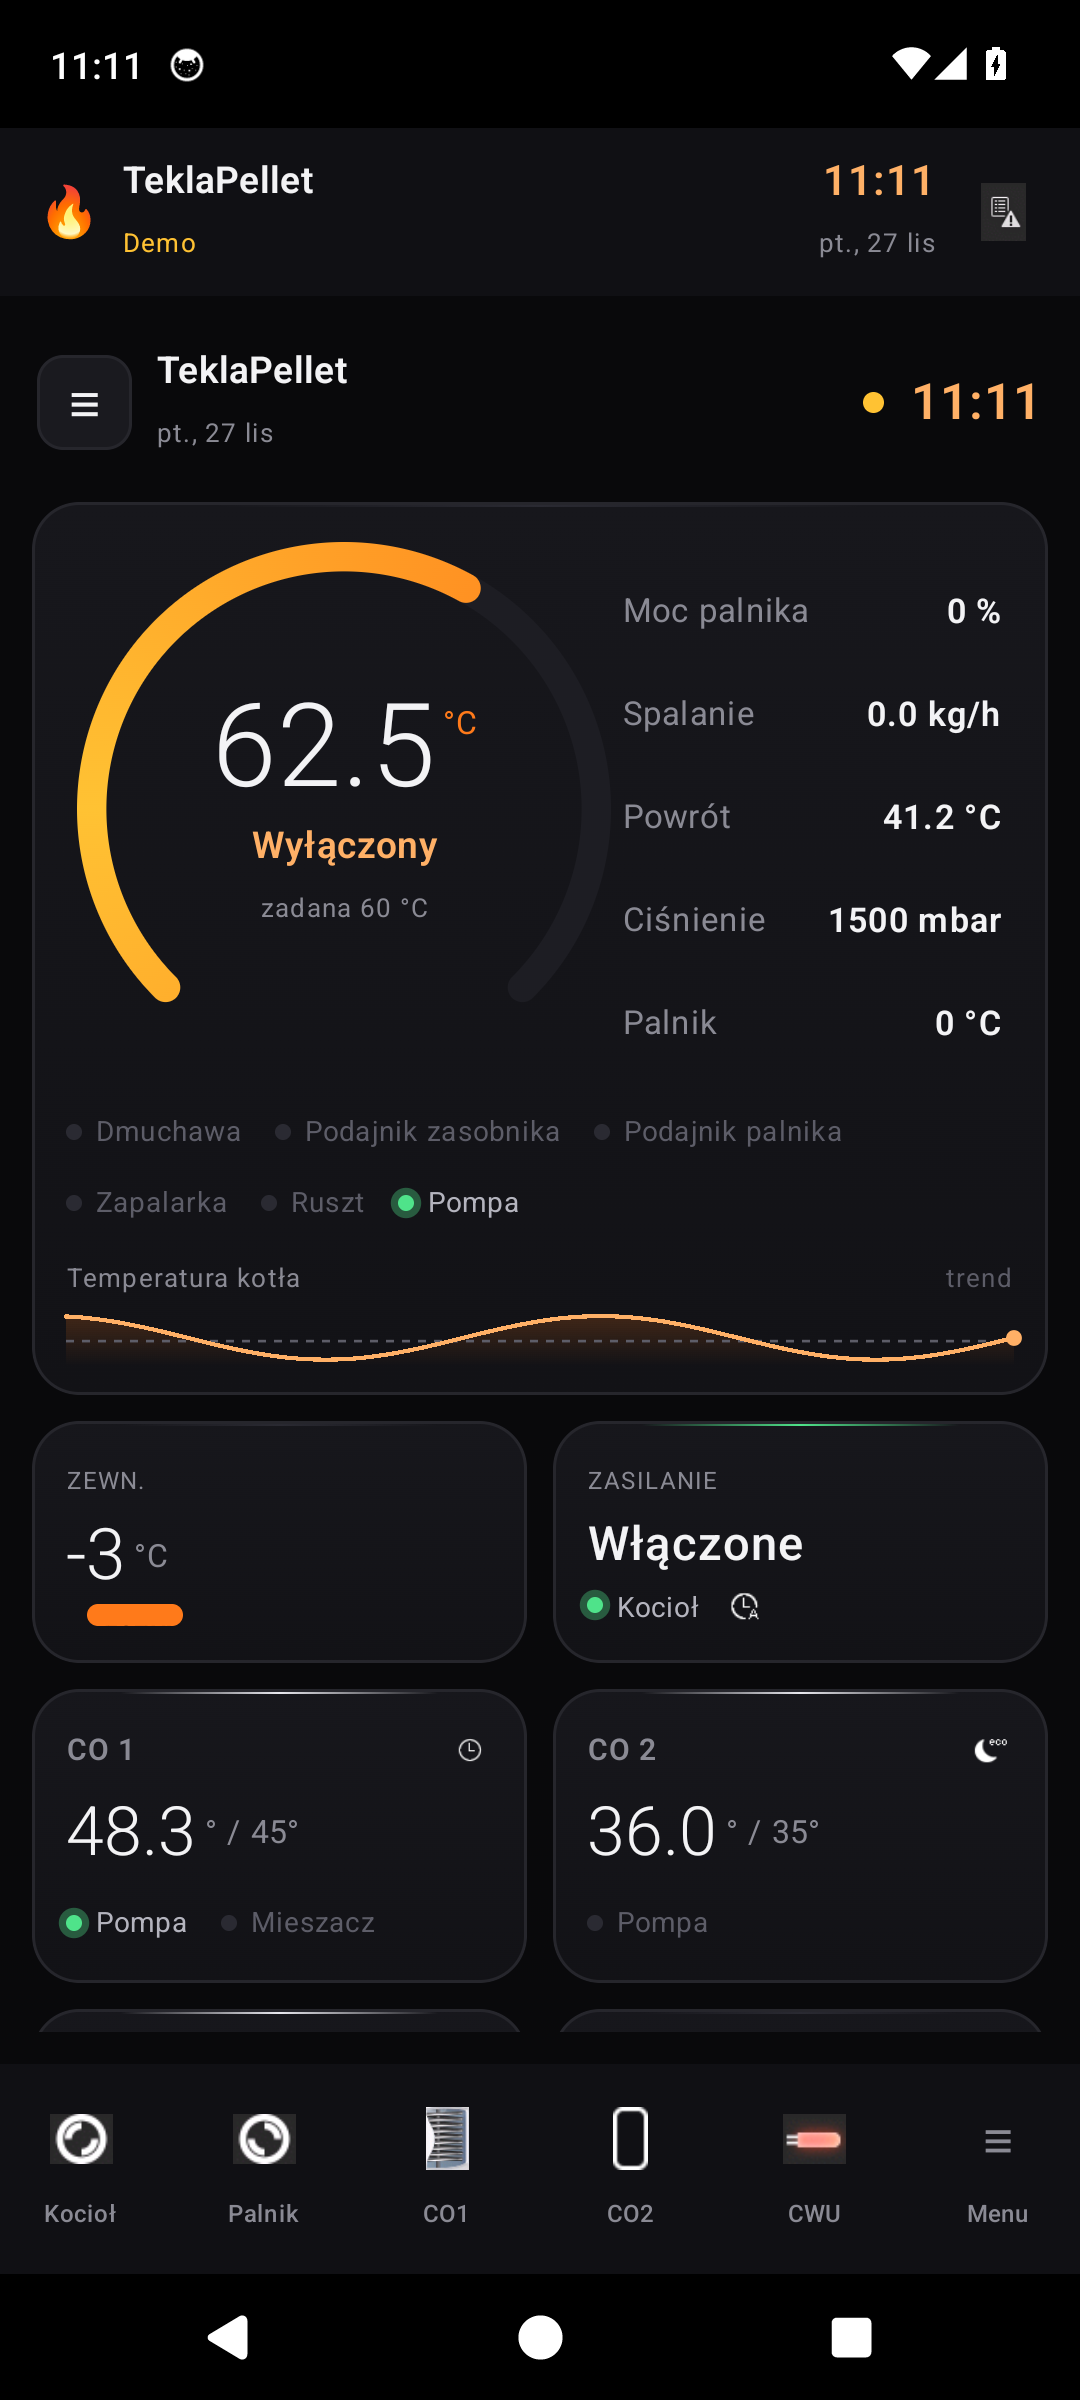 11:11
TeklaPellet
Demo
11:11
pt., 27 lis
TeklaPellet
pt., 27 lis
11:11
62.5 °C
Wyłączony
zadana 60 °C
Moc palnika 0 %
Spalanie 0.0 kg/h
Powrót 41.2 °C
Ciśnienie 1500 mbar
Palnik 0 °C
Dmuchawa Podajnik zasobnika Podajnik palnika
Zapalarka Ruszt Pompa
Temperatura kotła trend
ZEWN.
-3 °C
ZASILANIE
Włączone
Kocioł A
CO 1
48.3 ° / 45°
Pompa Mieszacz
CO 2 eco
36.0 ° / 35°
Pompa
Kocioł Palnik CO1 CO2 CWU Menu